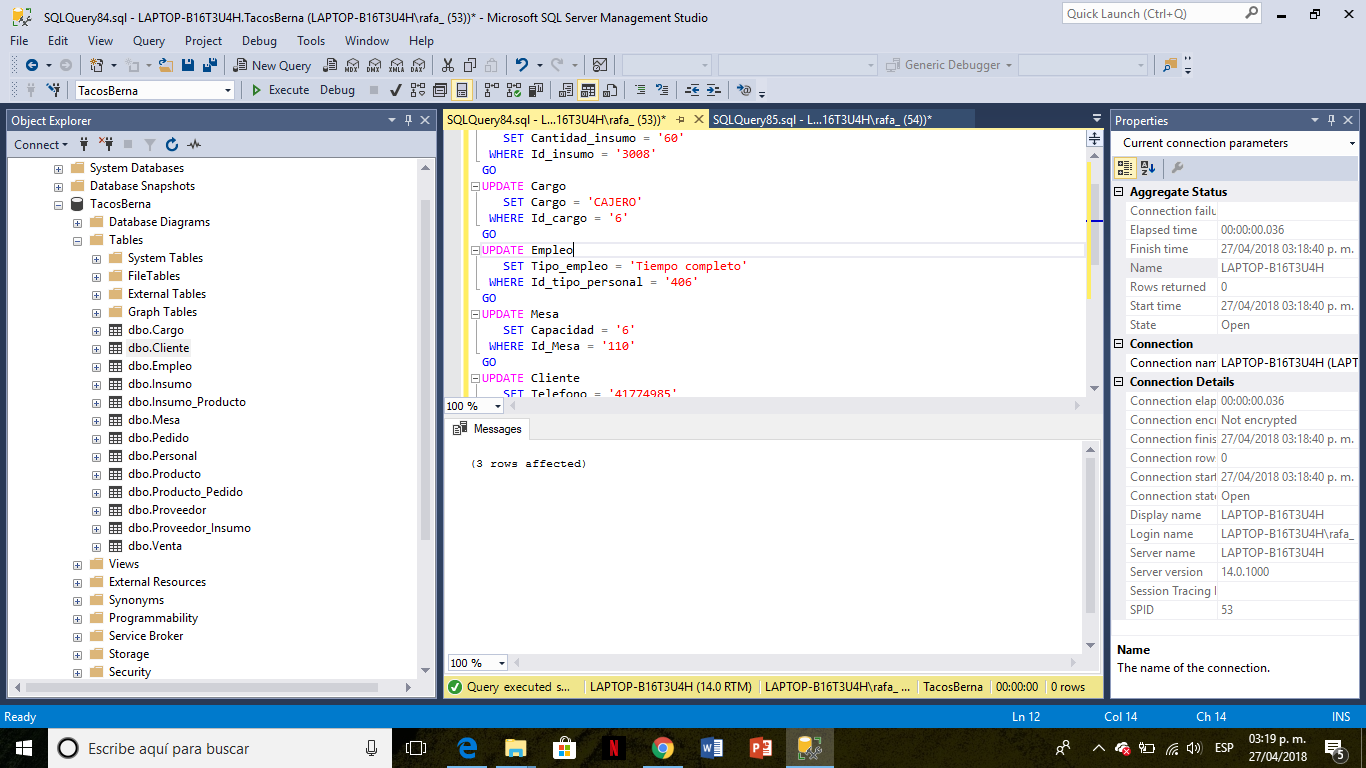 SQLQuery84.sql - LAPTOP-B16T3U4H.TacosBerna (LAPTOP-B16T3U4H\rafa_ (53))* - Microsoft SQL Server Management Studio
Quick Launch (Ctrl+Q)
File Edit View Query Project Debug Tools Window Help
New Query
MDX DMX XMLA DAX
Generic Debugger
TacosBerna
Execute Debug
Object Explorer
Connect
System Databases
Database Snapshots
TacosBerna
Database Diagrams
Tables
System Tables
FileTables
External Tables
Graph Tables
dbo.Cargo
dbo.Cliente
dbo.Empleo
dbo.Insumo
dbo.Insumo_Producto
dbo.Mesa
dbo.Pedido
dbo.Personal
dbo.Producto
dbo.Producto_Pedido
dbo.Proveedor
dbo.Proveedor_Insumo
dbo.Venta
Views
External Resources
Synonyms
Programmability
Service Broker
Storage
Security
SQLQuery84.sql - L...16T3U4H\rafa_ (53))*
SQLQuery85.sql - L...16T3U4H\rafa_ (54))*
SET Cantidad_insumo = '60'
WHERE Id_insumo = '3008'
GO
UPDATE Cargo
SET Cargo = 'CAJERO'
WHERE Id_cargo = '6'
GO
UPDATE Empleo
SET Tipo_empleo = 'Tiempo completo'
WHERE Id_tipo_personal = '406'
GO
UPDATE Mesa
SET Capacidad = '6'
WHERE Id_Mesa = '110'
GO
UPDATE Cliente
SET Telefono = '41774985'
100 %
Messages
(3 rows affected)
100 %
Query executed s...
LAPTOP-B16T3U4H (14.0 RTM)
LAPTOP-B16T3U4H\rafa_ ...
TacosBerna
00:00:00
0 rows
Properties
Current connection parameters
Aggregate Status
Connection failu
Elapsed time 00:00:00.036
Finish time 27/04/2018 03:18:40 p. m.
Name LAPTOP-B16T3U4H
Rows returned 0
Start time 27/04/2018 03:18:40 p. m.
State Open
Connection
Connection nam LAPTOP-B16T3U4H (LAPT
Connection Details
Connection elap 00:00:00.036
Connection encr Not encrypted
Connection finis 27/04/2018 03:18:40 p. m.
Connection row 0
Connection start 27/04/2018 03:18:40 p. m.
Connection state Open
Display name LAPTOP-B16T3U4H
Login name LAPTOP-B16T3U4H\rafa_
Server name LAPTOP-B16T3U4H
Server version 14.0.1000
Session Tracing I
SPID 53
Name
The name of the connection.
Ready
Ln 12
Col 14
Ch 14
INS
Escribe aquí para buscar
ESP
03:19 p. m.
27/04/2018
5